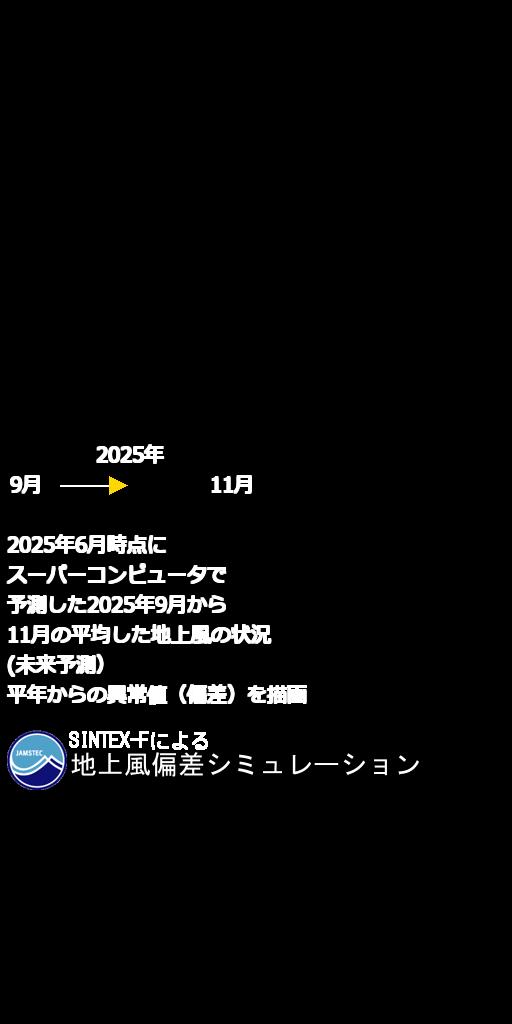 2025年
9月 11月
2025年6月時点に
スーパーコンピュータで
予測した2025年9月から
11月の平均した地上風の状況
(未来予測）
平年からの異常値（偏差）を描画
SINTEX-Fによる
JAMSTEC
地上風偏差シミュレーション